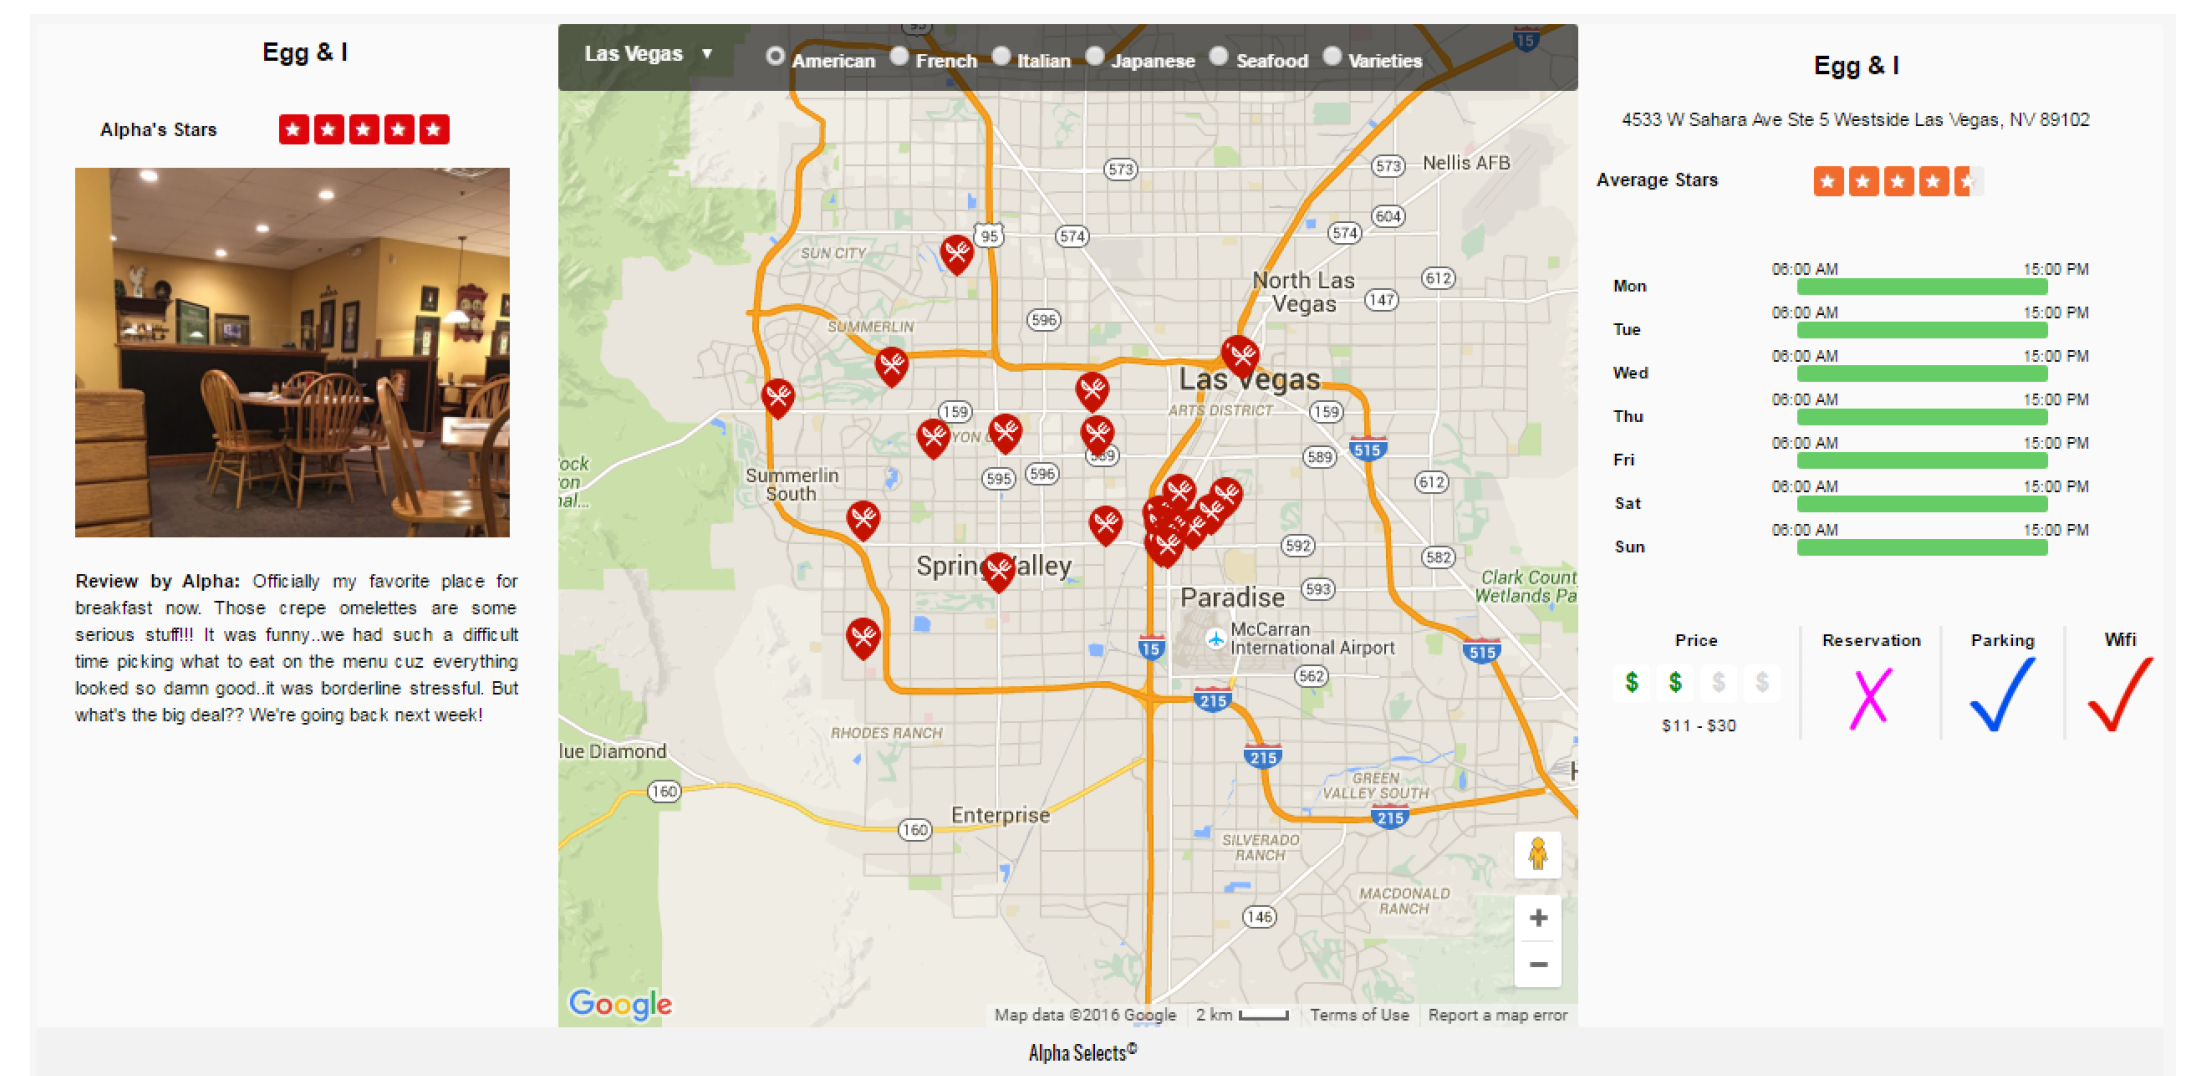 Egg & I
Alpha's Stars
Review by Alpha: Officially my favorite place for
breakfast now. Those crepe omelettes are some
serious stuff!!! It was funny..we had such a difficult
time picking what to eat on the menu cuz everything
looked so damn good..it was borderline stressful. But
what's the big deal?? We're going back next week!
Las Vegas ▼
American
French
Italian
Japanese
Seafood
Varieties
95
15
573
573
Nellis AFB
604
574
574
95
SUN CITY
North Las
Vegas
612
147
596
SUMMERLIN
Las Vegas
ARTS DISTRICT
159
159
YON
589
589
515
595
596
612
Summerlin
South
ock
on
nal...
592
582
Spring Valley
Clark Count
Wetlands Pa
593
Paradise
McCarran
International Airport
15
515
562
215
RHODES RANCH
lue Diamond
215
160
GREEN
VALLEY SOUTH
215
Enterprise
160
SILVERADO
RANCH
MACDONALD
RANCH
146
H
+
−
Google
Map data ©2016 Google
2 km
Terms of Use
Report a map error
Egg & I
4533 W Sahara Ave Ste 5 Westside Las Vegas, NV 89102
Average Stars
06:00 AM 15:00 PM
Mon
06:00 AM 15:00 PM
Tue
06:00 AM 15:00 PM
Wed
06:00 AM 15:00 PM
Thu
06:00 AM 15:00 PM
Fri
06:00 AM 15:00 PM
Sat
06:00 AM 15:00 PM
Sun
Price Reservation Parking Wifi
$ $ $ $
$11 - $30
Alpha Selects©